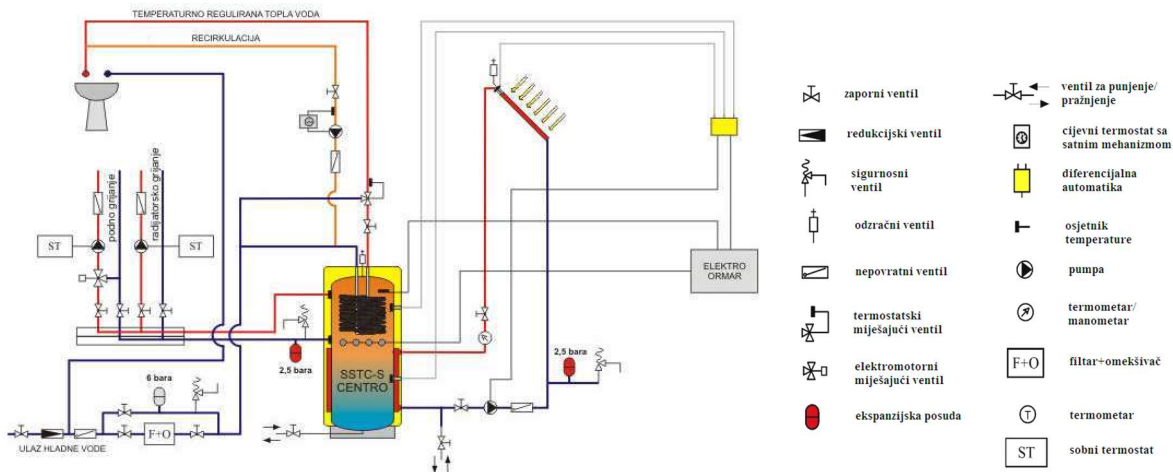 TEMPERATURNO REGULIRANA TOPLA VODA
RECIRKULACIJA
podno grijanje
radijatorsko grijanje
ST
ST
ELEKTRO
ORMAR
2,5 bara
2,5 bara
6 bara
SSTC-S
CENTRO
F+O
ULAZ HLADNE VODE
zaporni ventil
redukcijski ventil
sigurnosni
ventil
odzračni ventil
nepovratni ventil
termostatski
miješajući ventil
elektromotorni
miješajući ventil
ekspanzijska posuda
ventil za punjenje/
pražnjenje
cijevni termostat sa
satnim mehanizmom
diferencijalna
automatika
osjetnik
temperature
pumpa
termometar/
manometar
F+O
filtar+omekšivač
T
termometar
ST
sobni termostat